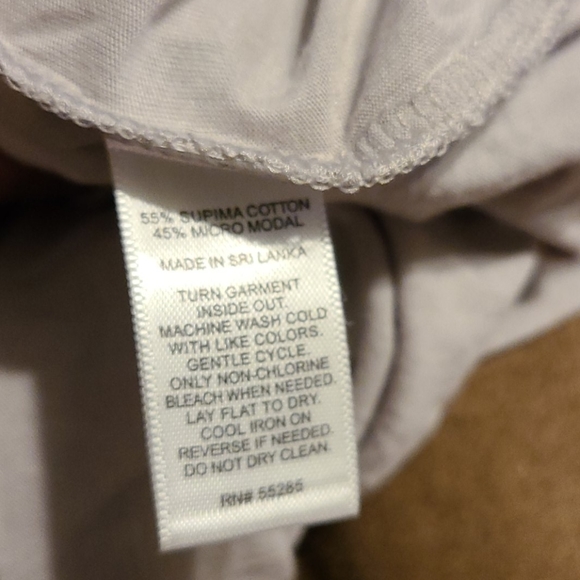 55% SUPIMA COTTON
45% MICRO MODAL
MADE IN SRI LANKA
TURN GARMENT
INSIDE OUT.
MACHINE WASH COLD
WITH LIKE COLORS.
GENTLE CYCLE.
ONLY NON-CHLORINE
BLEACH WHEN NEEDED.
LAY FLAT TO DRY.
COOL IRON ON
REVERSE IF NEEDED.
DO NOT DRY CLEAN.
RN# 55285